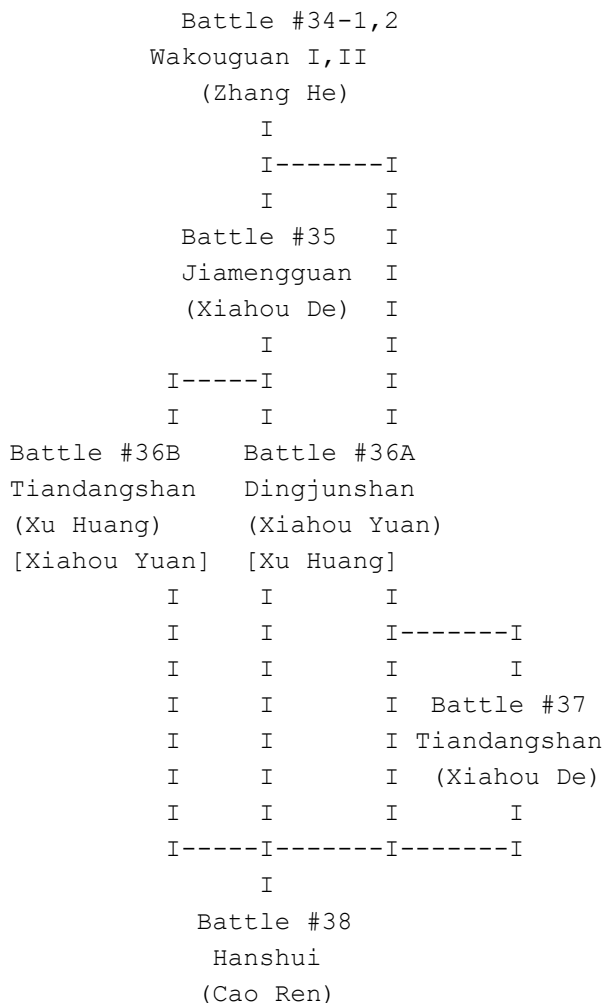 Battle #34-1,2
Wakouguan I,II
(Zhang He)
I
I-------I
I I
Battle #35 I
Jiamengguan I
(Xiahou De) I
I I
I-----I I
I I I
Battle #36B Battle #36A
Tiandangshan Dingjunshan
(Xu Huang) (Xiahou Yuan)
[Xiahou Yuan] [Xu Huang]
I I I
I I I-------I
I I I I
I I I Battle #37
I I I Tiandangshan
I I I (Xiahou De)
I I I I
I-----I-------I-------I
I
Battle #38
Hanshui
(Cao Ren)